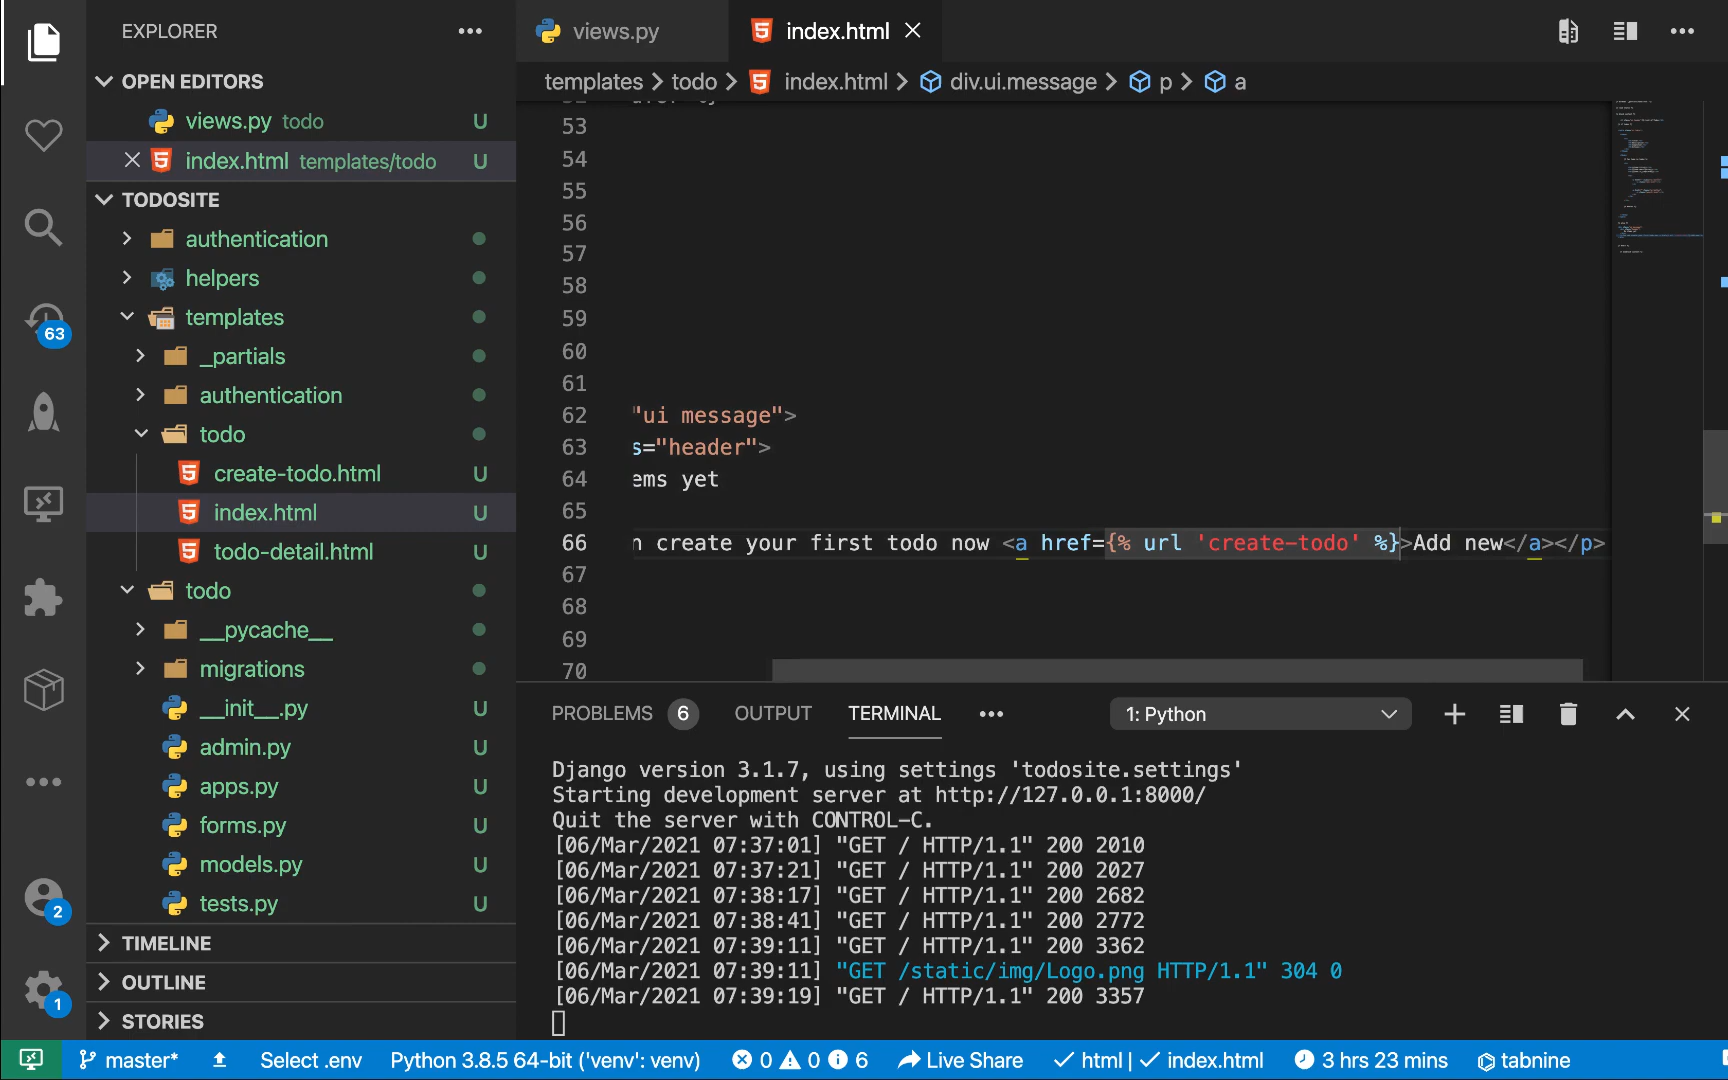 EXPLORER
views.py
index.html
OPEN EDITORS
templates > todo > index.html > div.ui.message > p > a
views.py todo U
index.html templates/todo U
TODOSITE
authentication
helpers
templates
_partials
authentication
todo
create-todo.html U
index.html U
todo-detail.html U
todo
__pycache__
migrations
__init__.py U
admin.py U
apps.py U
forms.py U
models.py U
tests.py U
TIMELINE
OUTLINE
STORIES
63
2
1
53
54
55
56
57
58
59
60
61
62 "ui message">
63 s="header">
64 ems yet
65
66 n create your first todo now <a href={% url 'create-todo' %}>Add new</a></p>
67
68
69
70
PROBLEMS 6 OUTPUT TERMINAL 1: Python
Django version 3.1.7, using settings 'todosite.settings'
Starting development server at http://127.0.0.1:8000/
Quit the server with CONTROL-C.
[06/Mar/2021 07:37:01] "GET / HTTP/1.1" 200 2010
[06/Mar/2021 07:37:21] "GET / HTTP/1.1" 200 2027
[06/Mar/2021 07:38:17] "GET / HTTP/1.1" 200 2682
[06/Mar/2021 07:38:41] "GET / HTTP/1.1" 200 2772
[06/Mar/2021 07:39:11] "GET / HTTP/1.1" 200 3362
[06/Mar/2021 07:39:11] "GET /static/img/Logo.png HTTP/1.1" 304 0
[06/Mar/2021 07:39:19] "GET / HTTP/1.1" 200 3357
master* Select .env Python 3.8.5 64-bit ('venv': venv) 0 0 6 Live Share html | index.html 3 hrs 23 mins tabnine